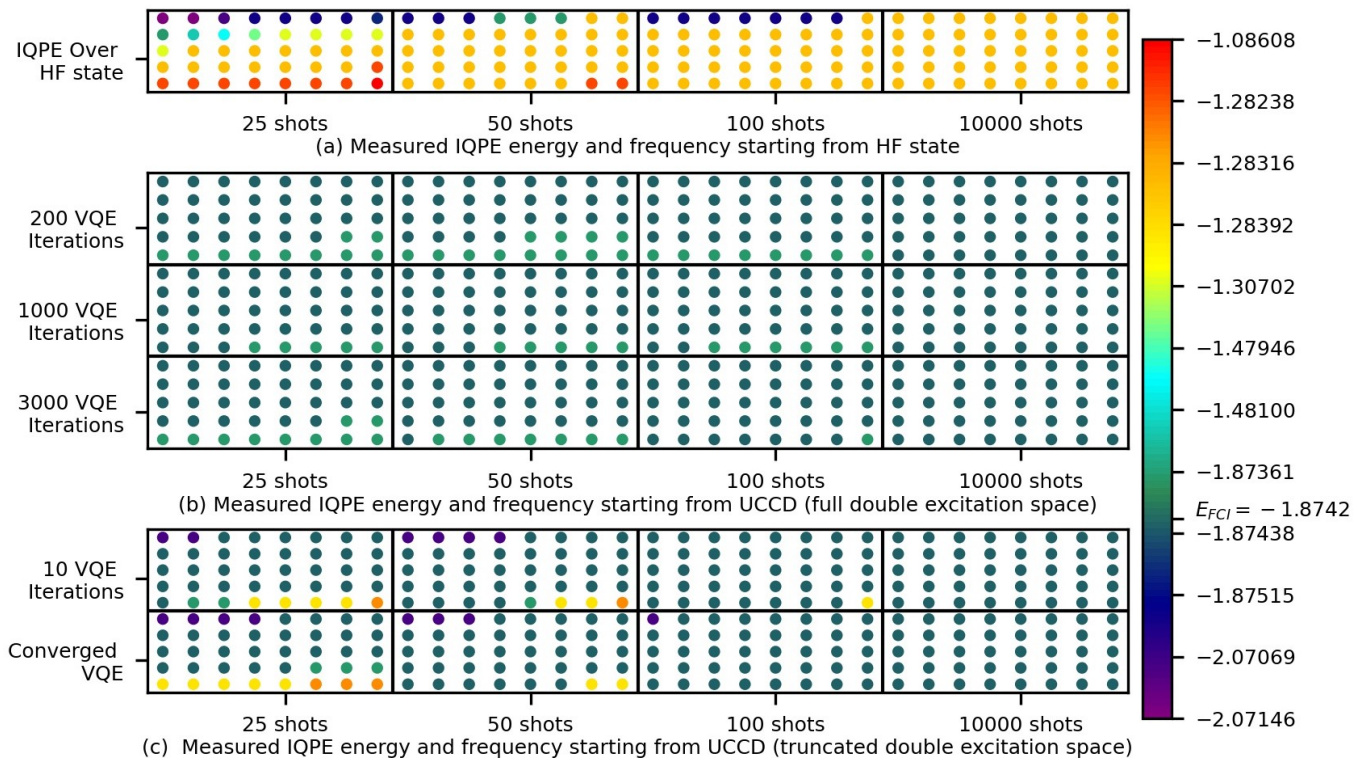 IQPE Over
HF state
25 shots
50 shots
100 shots
10000 shots
(a) Measured IQPE energy and frequency starting from HF state
200 VQE
Iterations
1000 VQE
Iterations
3000 VQE
Iterations
25 shots
50 shots
100 shots
10000 shots
(b) Measured IQPE energy and frequency starting from UCCD (full double excitation space)
10 VQE
Iterations
Converged
VQE
25 shots
50 shots
100 shots
10000 shots
(c) Measured IQPE energy and frequency starting from UCCD (truncated double excitation space)
−1.08608
−1.28238
−1.28316
−1.28392
−1.30702
−1.47946
−1.48100
−1.87361
E_FCI = −1.8742
−1.87438
−1.87515
−2.07069
−2.07146